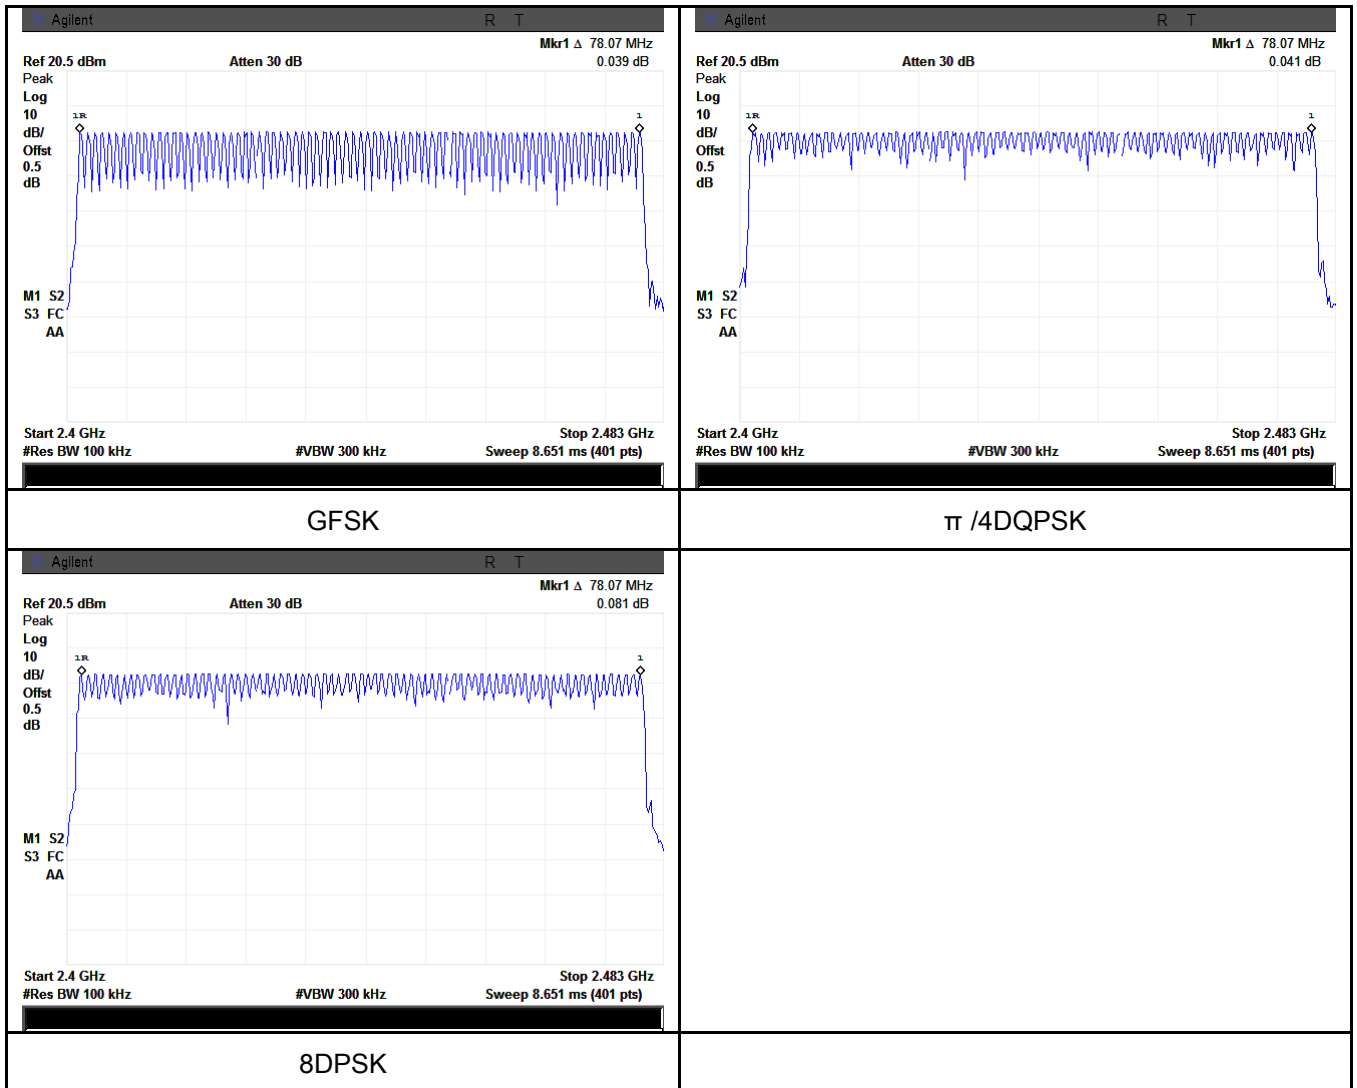 Agilent R T
Mkr1 Δ 78.07 MHz
Ref 20.5 dBm Atten 30 dB 0.039 dB
Peak
Log
10
dB/
Offst
0.5
dB
1R
1
M1 S2
S3 FC
AA
Start 2.4 GHz Stop 2.483 GHz
#Res BW 100 kHz #VBW 300 kHz Sweep 8.651 ms (401 pts)
GFSK
Agilent R T
Mkr1 Δ 78.07 MHz
Ref 20.5 dBm Atten 30 dB 0.041 dB
Peak
Log
10
dB/
Offst
0.5
dB
1R
1
M1 S2
S3 FC
AA
Start 2.4 GHz Stop 2.483 GHz
#Res BW 100 kHz #VBW 300 kHz Sweep 8.651 ms (401 pts)
π /4DQPSK
Agilent R T
Mkr1 Δ 78.07 MHz
Ref 20.5 dBm Atten 30 dB 0.081 dB
Peak
Log
10
dB/
Offst
0.5
dB
1R
1
M1 S2
S3 FC
AA
Start 2.4 GHz Stop 2.483 GHz
#Res BW 100 kHz #VBW 300 kHz Sweep 8.651 ms (401 pts)
8DPSK